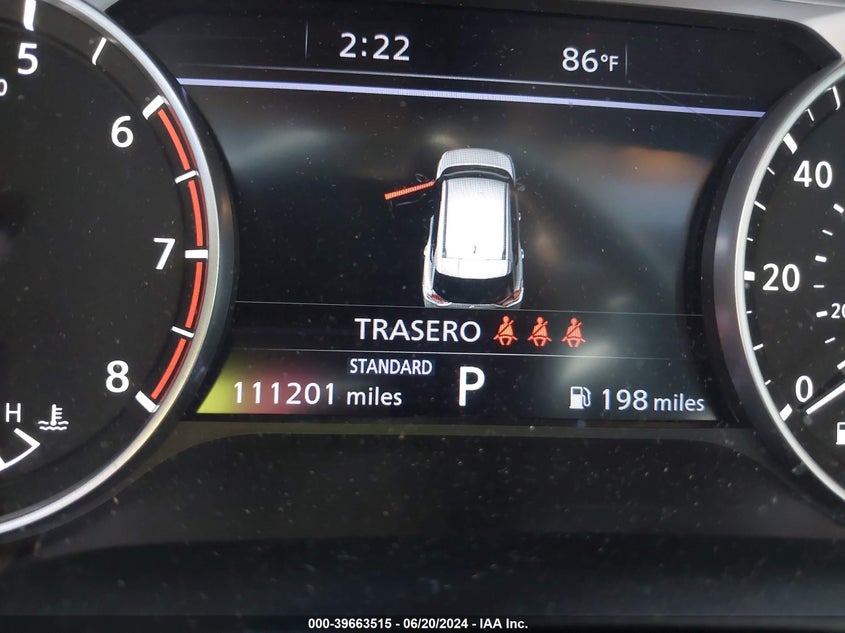 2:22 86°F
5
6
7
8
H
40
20
20
0
TRASERO
STANDARD
111201 miles P 198 miles
000-39663515 - 06/20/2024 - IAA Inc.